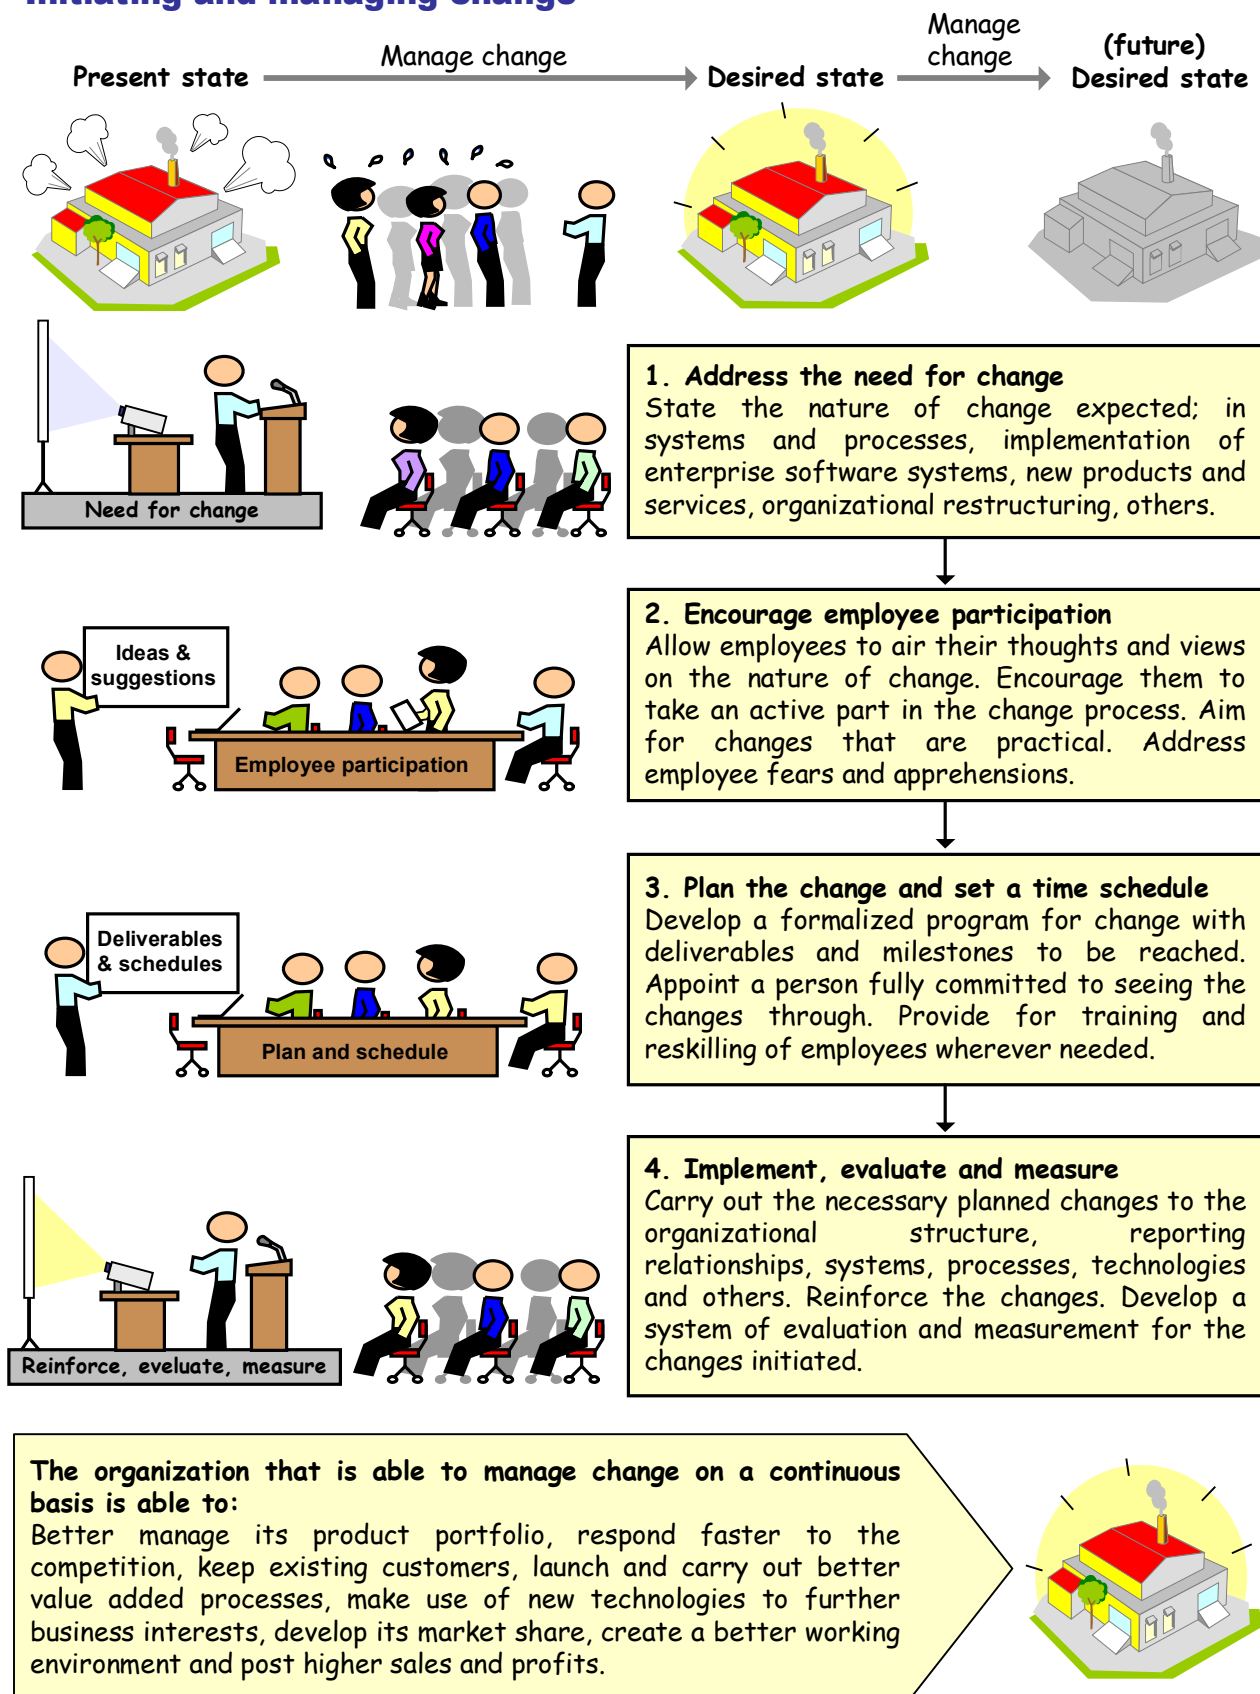 Initiating and managing change
Manage change
Manage
change
Present state
Desired state
(future)
Desired state
Need for change
1. Address the need for change
State the nature of change expected; in
systems and processes, implementation of
enterprise software systems, new products and
services, organizational restructuring, others.
Ideas &
suggestions
Employee participation
2. Encourage employee participation
Allow employees to air their thoughts and views
on the nature of change. Encourage them to
take an active part in the change process. Aim
for changes that are practical. Address
employee fears and apprehensions.
Deliverables
& schedules
Plan and schedule
3. Plan the change and set a time schedule
Develop a formalized program for change with
deliverables and milestones to be reached.
Appoint a person fully committed to seeing the
changes through. Provide for training and
reskilling of employees wherever needed.
Reinforce, eveluate, measure
4. Implement, evaluate and measure
Carry out the necessary planned changes to the
organizational structure, reporting
relationships, systems, processes, technologies
and others. Reinforce the changes. Develop a
system of evaluation and measurement for the
changes initiated.
The organization that is able to manage change on a continuous
basis is able to:
Better manage its product portfolio, respond faster to the
competition, keep existing customers, launch and carry out better
value added processes, make use of new technologies to further
business interests, develop its market share, create a better working
environment and post higher sales and profits.